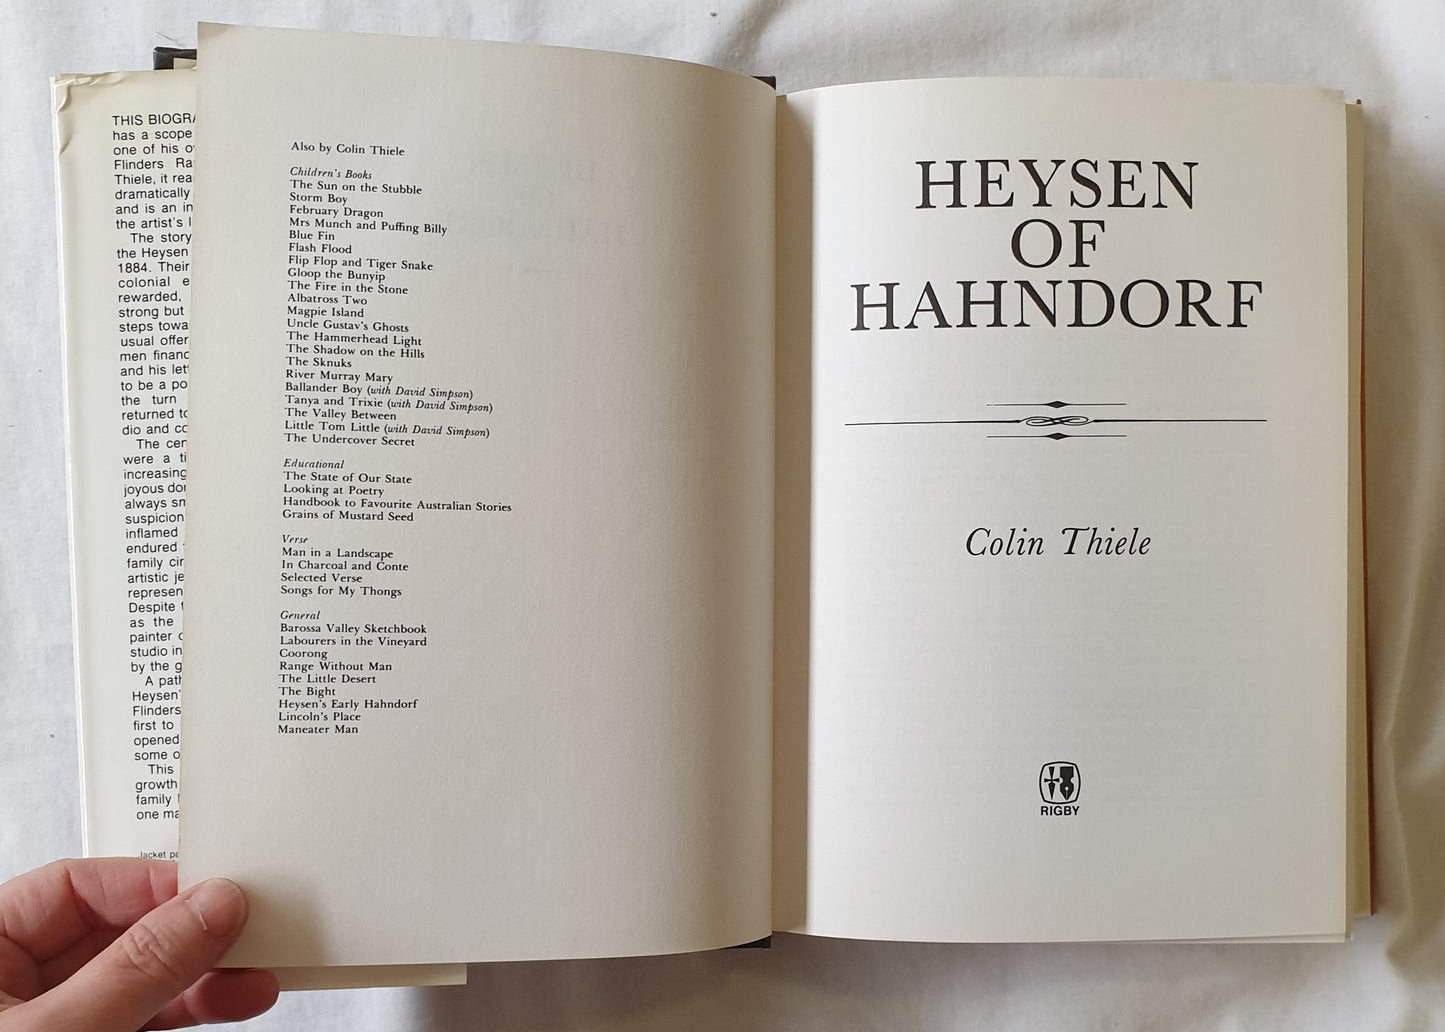 THIS BIOGRA
has a scope
one of his o
Flinders Ra
Thiele, it rea
dramatically
and is an in
the artist's l
The story
the Heysen
1884. Their
colonial e
rewarded,
strong but
steps towa
usual offer
men financ
and his let
to be a po
the turn
returned to
dio and co
The cen
were a ti
increasing
joyous do
always sn
suspicion
inflamed
endured
family cir
artistic je
represen
Despite t
as the
painter o
studio in
by the g
A path
Heysen'
Flinders
first to
opened
some o
This
growth
family
one ma
Jacket pa
Also by Colin Thiele
Children's Books
The Sun on the Stubble
Storm Boy
February Dragon
Mrs Munch and Puffing Billy
Blue Fin
Flash Flood
Flip Flop and Tiger Snake
Gloop the Bunyip
The Fire in the Stone
Albatross Two
Magpie Island
Uncle Gustav's Ghosts
The Hammerhead Light
The Shadow on the Hills
The Sknuks
River Murray Mary
Ballander Boy (with David Simpson)
Tanya and Trixie (with David Simpson)
The Valley Between
Little Tom Little (with David Simpson)
The Undercover Secret
Educational
The State of Our State
Looking at Poetry
Handbook to Favourite Australian Stories
Grains of Mustard Seed
Verse
Man in a Landscape
In Charcoal and Conte
Selected Verse
Songs for My Thongs
General
Barossa Valley Sketchbook
Labourers in the Vineyard
Coorong
Range Without Man
The Little Desert
The Bight
Heysen's Early Hahndorf
Lincoln's Place
Maneater Man
HEYSEN
OF
HAHNDORF
Colin Thiele
RIGBY